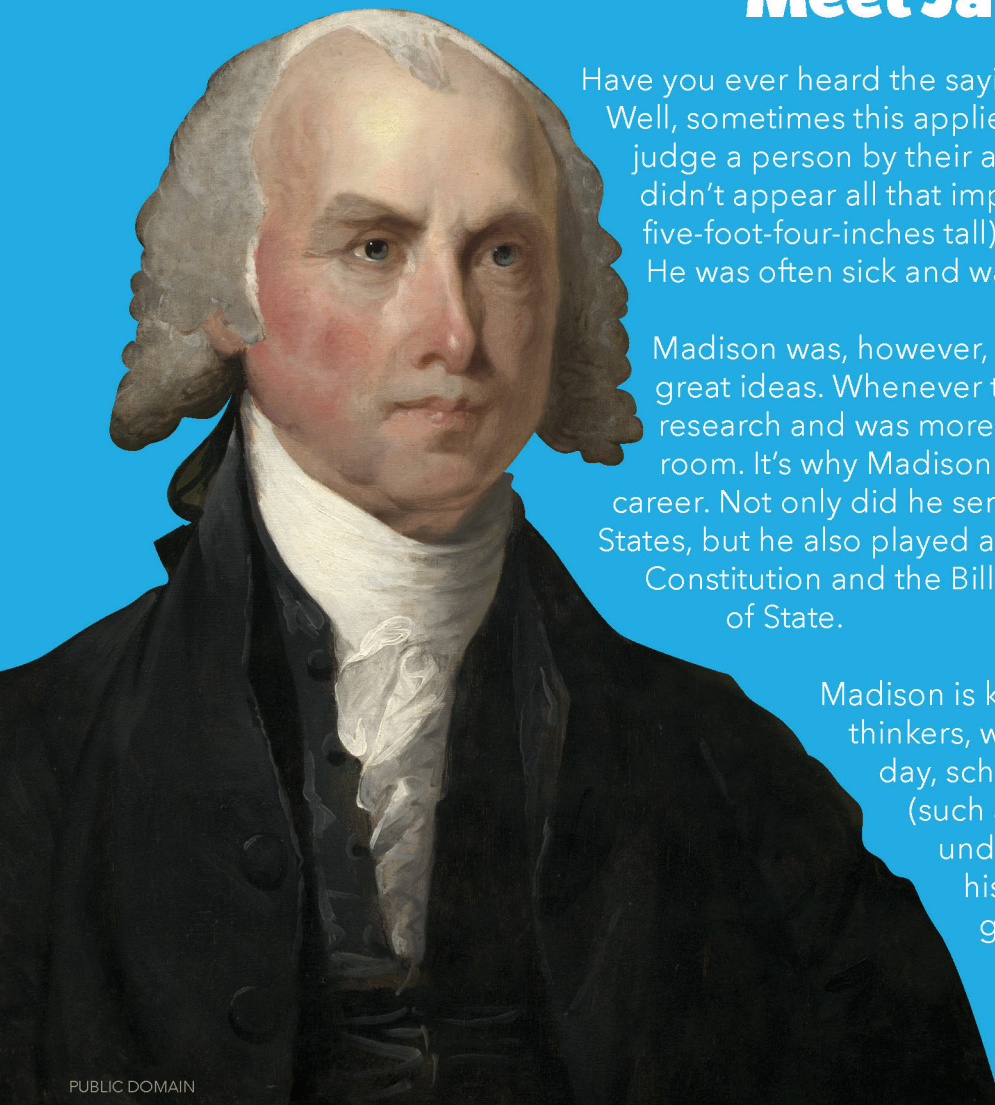 Meet Ja
Have you ever heard the sayi
Well, sometimes this applie
judge a person by their a
didn't appear all that imp
five-foot-four-inches tall)
He was often sick and wa
Madison was, however,
great ideas. Whenever t
research and was more
room. It's why Madison
career. Not only did he ser
States, but he also played a
Constitution and the Bill
of State.
Madison is k
thinkers, w
day, sch
(such
und
his
g
PUBLIC DOMAIN